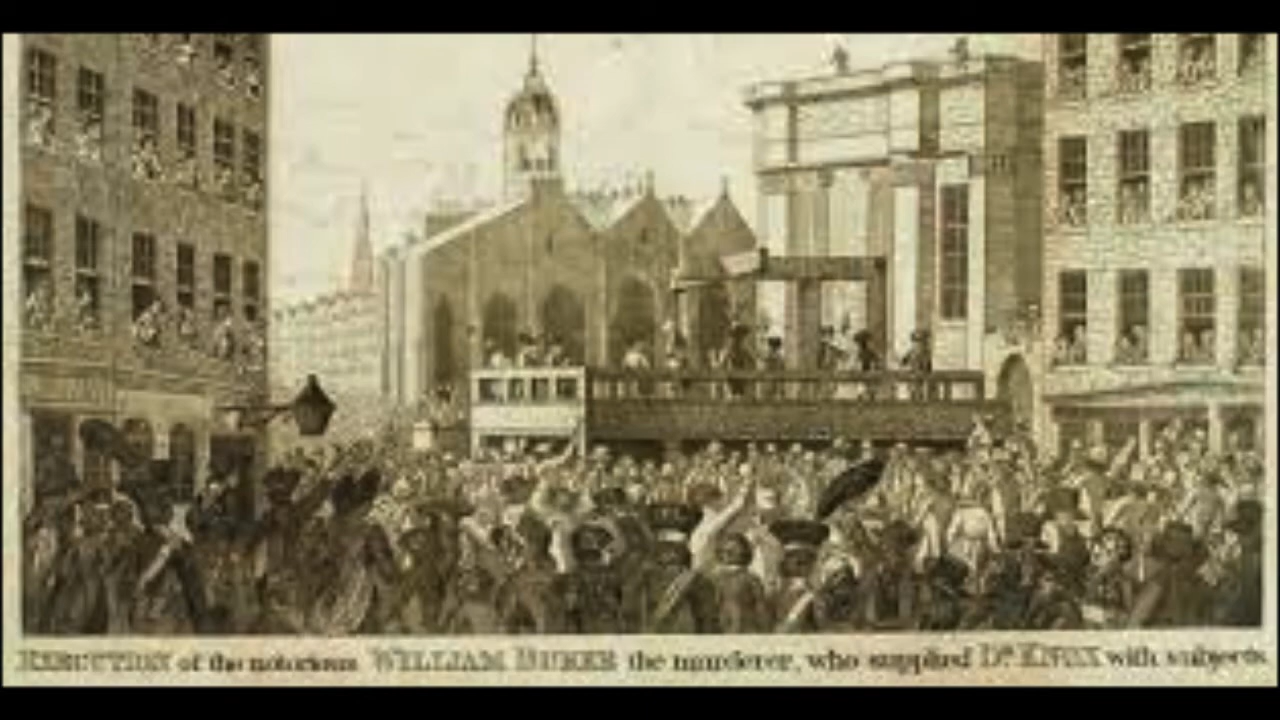 EXECUTION of the notorious WILLIAM BURKE the murderer, who supplied Dr. KNOX with subjects.